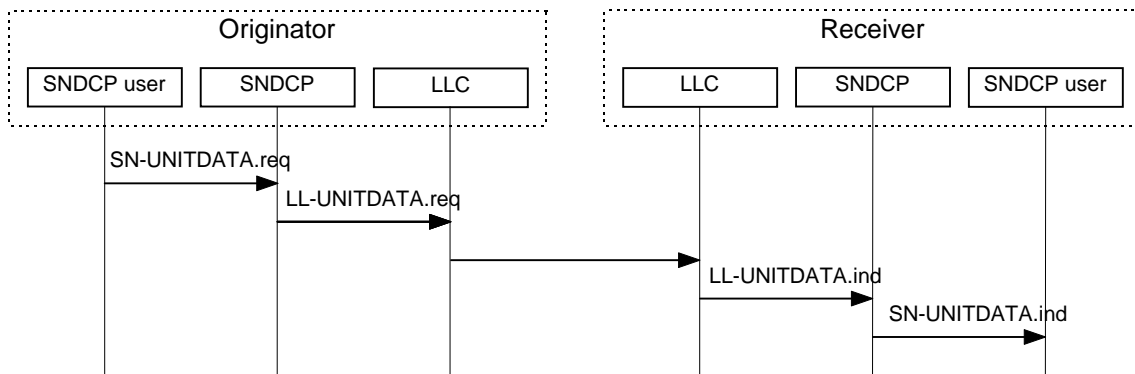 Originator
Receiver
SNDCP user
SNDCP
LLC
LLC
SNDCP
SNDCP user
SN-UNITDATA.req
LL-UNITDATA.req
LL-UNITDATA.ind
SN-UNITDATA.ind